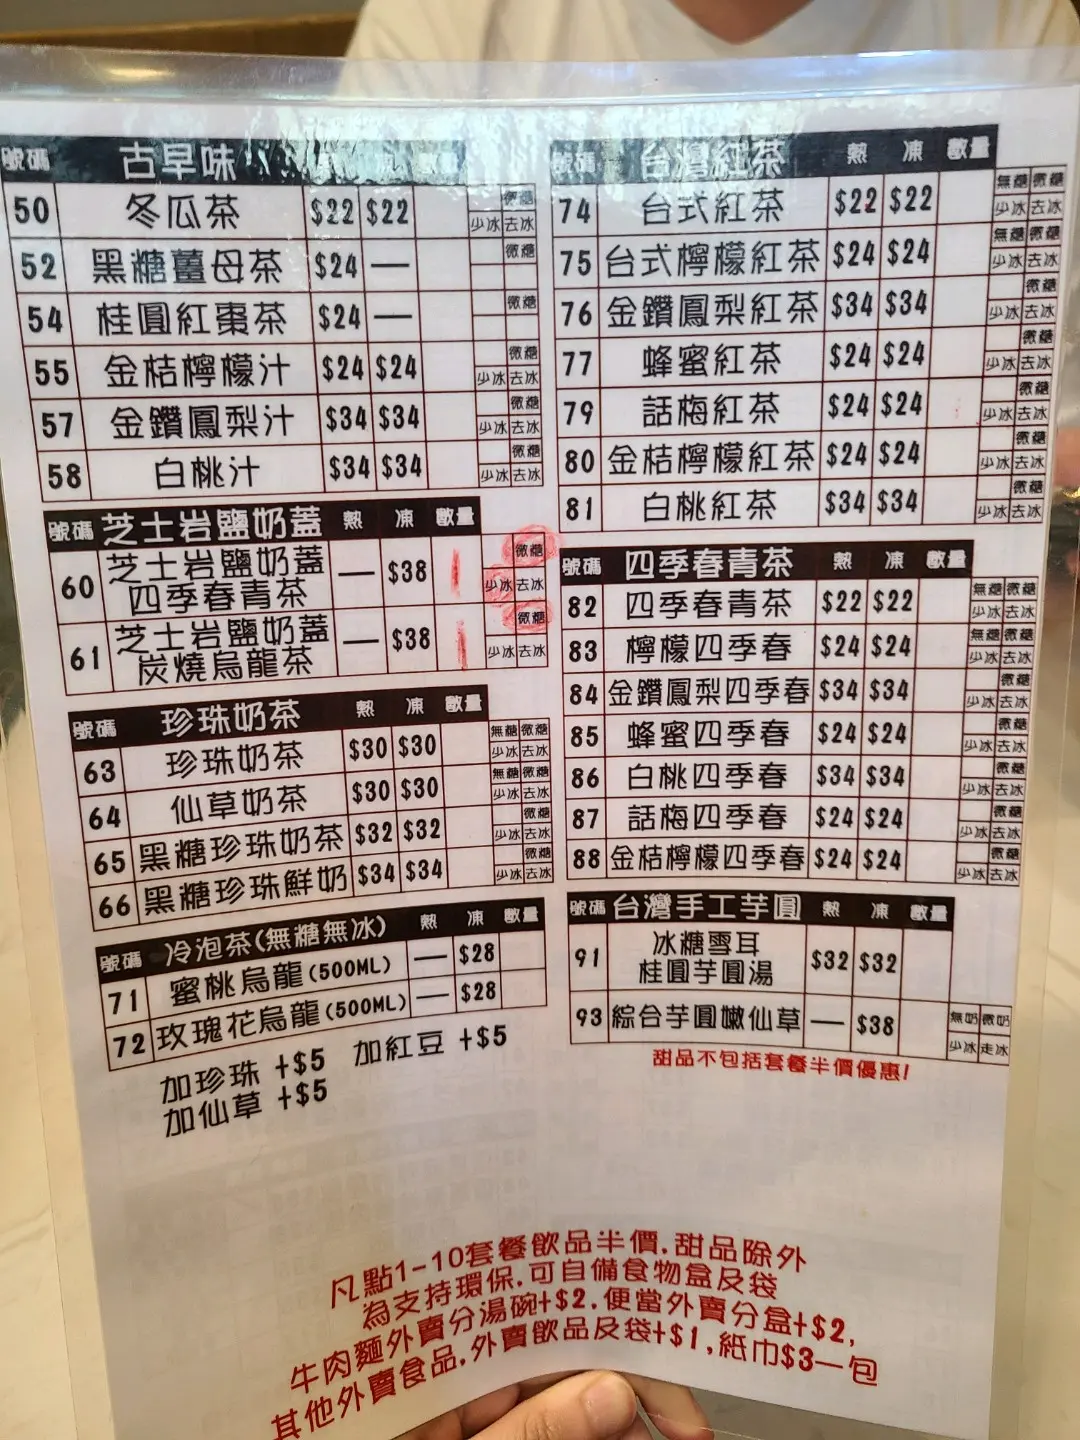 號碼 古早味 熱 凍 數量
50 冬瓜茶 $22 $22 微糖
少冰 去冰
52 黑糖薑母茶 $24 — 微糖
54 桂圓紅棗茶 $24 — 微糖
55 金桔檸檬汁 $24 $24 微糖
少冰 去冰
57 金鑽鳳梨汁 $34 $34 微糖
少冰 去冰
58 白桃汁 $34 $34 微糖
少冰 去冰
號碼 芝士岩鹽奶蓋 熱 凍 數量
60 芝士岩鹽奶蓋
四季春青茶 — $38 1 微糖
少冰 去冰
61 芝士岩鹽奶蓋
炭燒烏龍茶 — $38 1 微糖
少冰 去冰
號碼 珍珠奶茶 熱 凍 數量
63 珍珠奶茶 $30 $30 無糖 微糖
少冰 去冰
64 仙草奶茶 $30 $30 無糖 微糖
少冰 去冰
65 黑糖珍珠奶茶 $32 $32 微糖
少冰 去冰
66 黑糖珍珠鮮奶 $34 $34 微糖
少冰 去冰
號碼 冷泡茶(無糖無冰) 熱 凍 數量
71 蜜桃烏龍(500ML) — $28
72 玫瑰花烏龍(500ML) — $28
加珍珠 +$5 加紅豆 +$5
加仙草 +$5
號碼 台灣紅茶 熱 凍 數量
74 台式紅茶 $22 $22 無糖 微糖
少冰 去冰
75 台式檸檬紅茶 $24 $24 無糖 微糖
少冰 去冰
76 金鑽鳳梨紅茶 $34 $34 微糖
少冰 去冰
77 蜂蜜紅茶 $24 $24 微糖
少冰 去冰
79 話梅紅茶 $24 $24 微糖
少冰 去冰
80 金桔檸檬紅茶 $24 $24 微糖
少冰 去冰
81 白桃紅茶 $34 $34 微糖
少冰 去冰
號碼 四季春青茶 熱 凍 數量
82 四季春青茶 $22 $22 無糖 微糖
少冰 去冰
83 檸檬四季春 $24 $24 無糖 微糖
少冰 去冰
84 金鑽鳳梨四季春 $34 $34 微糖
少冰 去冰
85 蜂蜜四季春 $24 $24 微糖
少冰 去冰
86 白桃四季春 $34 $34 微糖
少冰 去冰
87 話梅四季春 $24 $24 微糖
少冰 去冰
88 金桔檸檬四季春 $24 $24 微糖
少冰 去冰
號碼 台灣手工芋圓 熱 凍 數量
91 冰糖雪耳
桂圓芋圓湯 $32 $32
93 綜合芋圓嫩仙草 — $38 無奶 微奶
少冰 走冰
甜品不包括套餐半價優惠!
凡點1-10套餐飲品半價.甜品除外
為支持環保.可自備食物盒及袋
牛肉麵外賣分湯碗+$2.便當外賣分盒+$2,
其他外賣食品.外賣飲品及袋+$1,紙巾$3一包